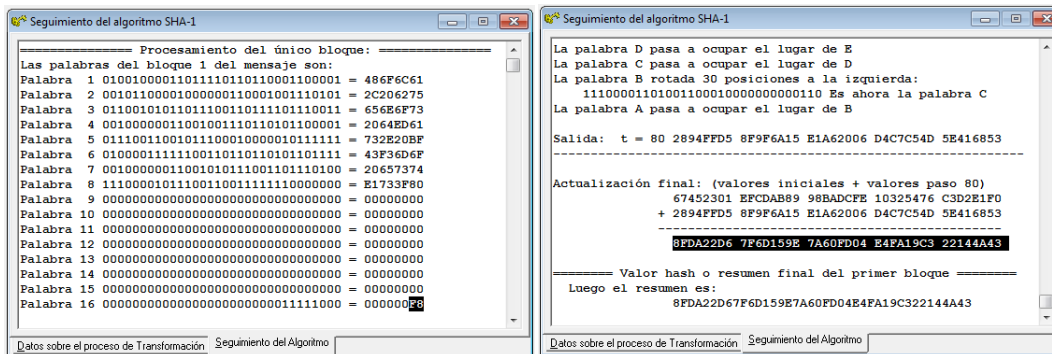 Seguimiento del algoritmo SHA-1
=============== Procesamiento del único bloque: ===============
Las palabras del bloque 1 del mensaje son:
Palabra 1 01001000011011110110110001100001 = 486F6C61
Palabra 2 00101100001000000110001001110101 = 2C206275
Palabra 3 01100101011011100110111101110011 = 656E6F73
Palabra 4 00100000011001001110110101100001 = 2064ED61
Palabra 5 01110011001011100010000010111111 = 732E20BF
Palabra 6 01000011111100110110110101101111 = 43F36D6F
Palabra 7 00100000011001010111001101110100 = 20657374
Palabra 8 11100001011100110011111110000000 = E1733F80
Palabra 9 00000000000000000000000000000000 = 00000000
Palabra 10 00000000000000000000000000000000 = 00000000
Palabra 11 00000000000000000000000000000000 = 00000000
Palabra 12 00000000000000000000000000000000 = 00000000
Palabra 13 00000000000000000000000000000000 = 00000000
Palabra 14 00000000000000000000000000000000 = 00000000
Palabra 15 00000000000000000000000000000000 = 00000000
Palabra 16 00000000000000000000000011111000 = 000000F8
Datos sobre el proceso de Transformación Seguimiento del Algoritmo
Seguimiento del algoritmo SHA-1
La palabra D pasa a ocupar el lugar de E
La palabra C pasa a ocupar el lugar de D
La palabra B rotada 30 posiciones a la izquierda:
11100001101001100010000000000110 Es ahora la palabra C
La palabra A pasa a ocupar el lugar de B
Salida: t = 80 2894FFD5 8F9F6A15 E1A62006 D4C7C54D 5E416853
----------------------------------------------------------------
Actualización final: (valores iniciales + valores paso 80)
67452301 EFCDAB89 98BADCFE 10325476 C3D2E1F0
+ 2894FFD5 8F9F6A15 E1A62006 D4C7C54D 5E416853
----------------------------------------------
8FDA22D6 7F6D159E 7A60FD04 E4FA19C3 22144A43
======== Valor hash o resumen final del primer bloque ========
Luego el resumen es:
8FDA22D67F6D159E7A60FD04E4FA19C322144A43
Datos sobre el proceso de Transformación Seguimiento del Algoritmo